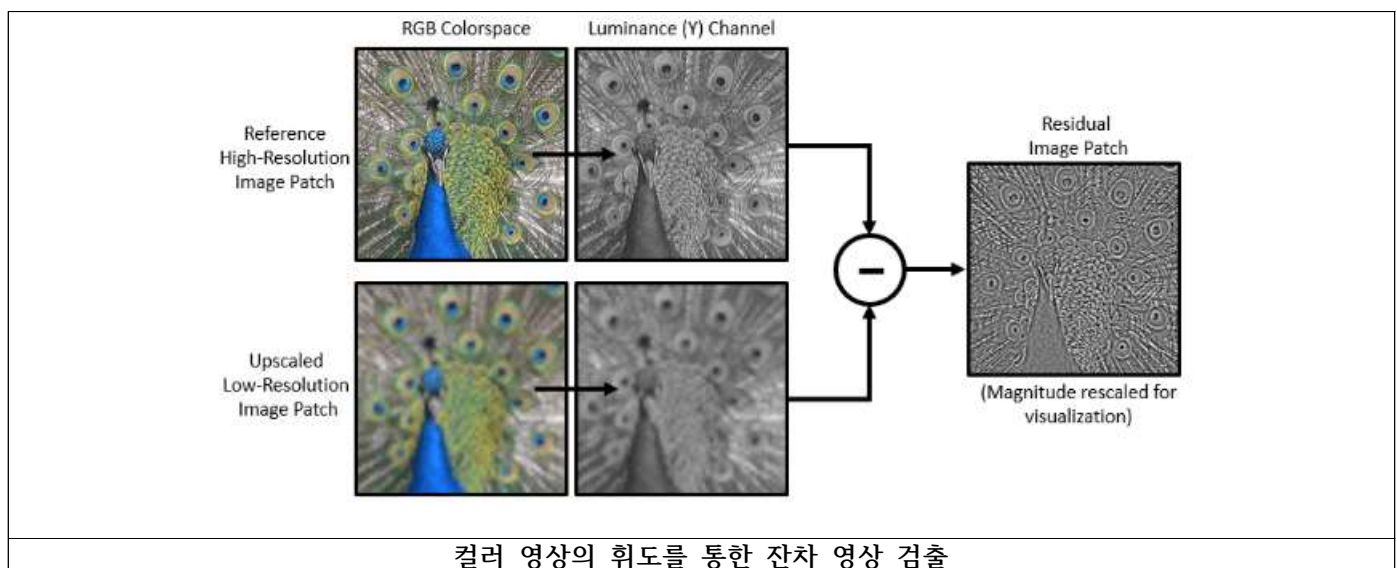 RGB Colorspace
Luminance (Y) Channel
Reference
High-Resolution
Image Patch
Upscaled
Low-Resolution
Image Patch
Residual
Image Patch
(Magnitude rescaled for
visualization)
컬러 영상의 휘도를 통한 잔차 영상 검출